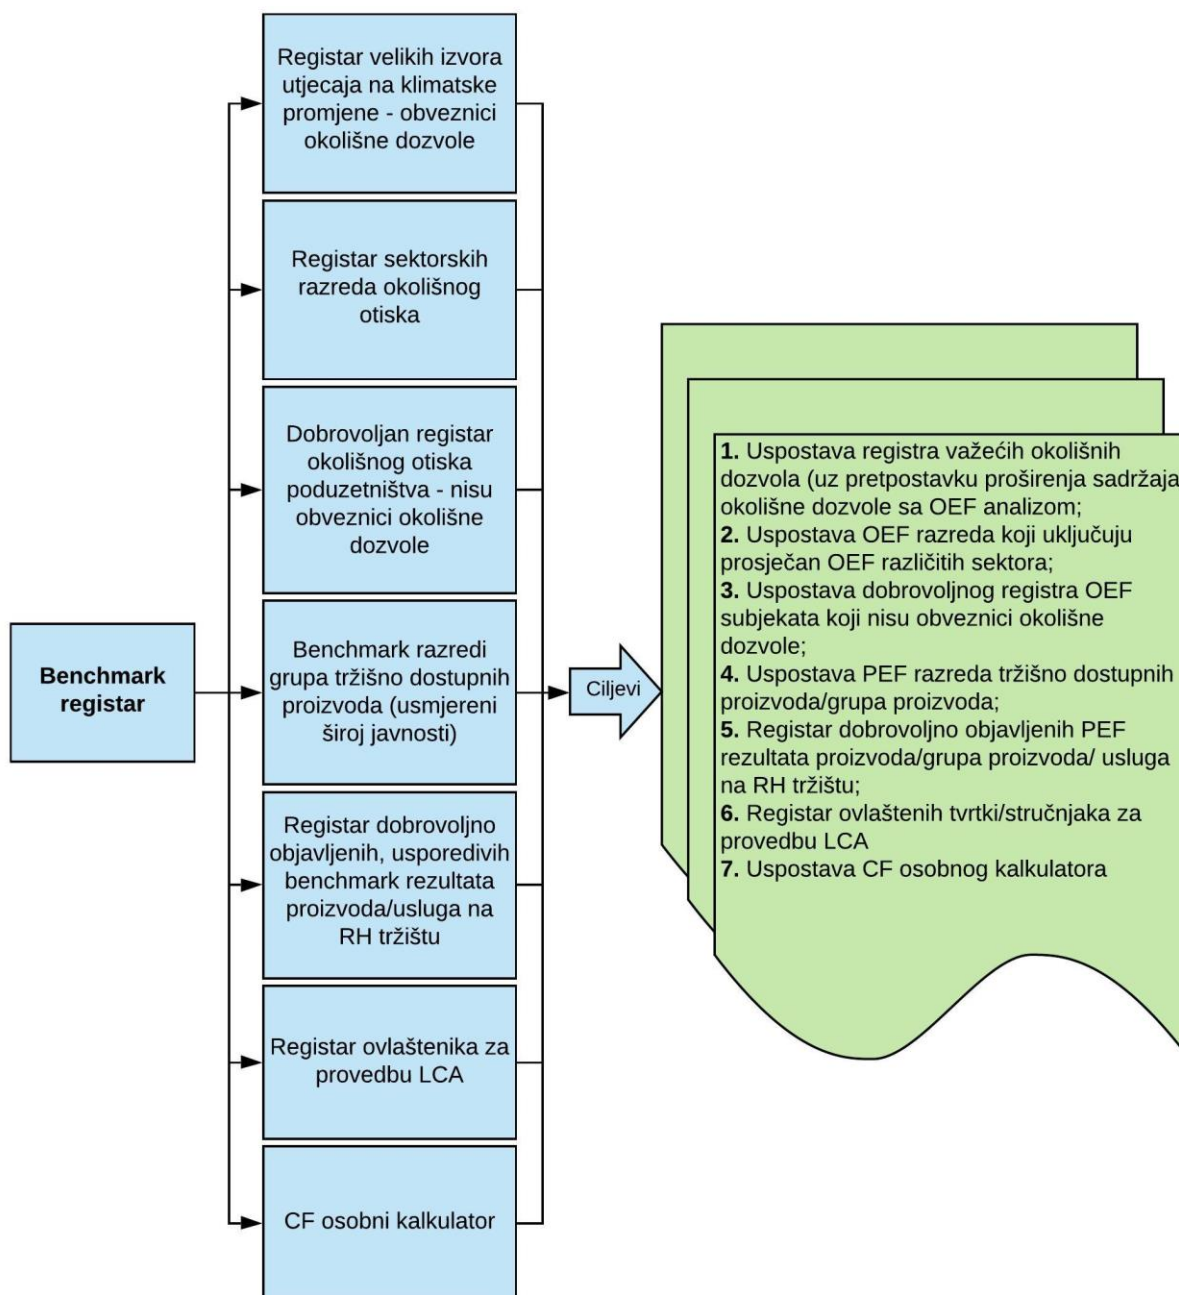 Registar velikih izvora
utjecaja na klimatske
promjene - obveznici
okolišne dozvole
Registar sektorskih
razreda okolišnog
otiska
Dobrovoljan registar
okolišnog otiska
poduzetništva - nisu
obveznici okolišne
dozvole
Benchmark
registar
Benchmark razredi
grupa tržišno dostupnih
proizvoda (usmjereni
široj javnosti)
Registar dobrovoljno
objavljenih, usporedivih
benchmark rezultata
proizvoda/usluga na
RH tržištu
Registar ovlaštenika za
provedbu LCA
CF osobni kalkulator
Ciljevi
1. Uspostava registra važećih okolišnih
dozvola (uz pretpostavku proširenja sadržaja
okolišne dozvole sa OEF analizom;
2. Uspostava OEF razreda koji uključuju
prosječan OEF različitih sektora;
3. Uspostava dobrovoljnog registra OEF
subjekata koji nisu obveznici okolišne
dozvole;
4. Uspostava PEF razreda tržišno dostupnih
proizvoda/grupa proizvoda;
5. Registar dobrovoljno objavljenih PEF
rezultata proizvoda/grupa proizvoda/ usluga
na RH tržištu;
6. Registar ovlaštenih tvrtki/stručnjaka za
provedbu LCA
7. Uspostava CF osobnog kalkulatora